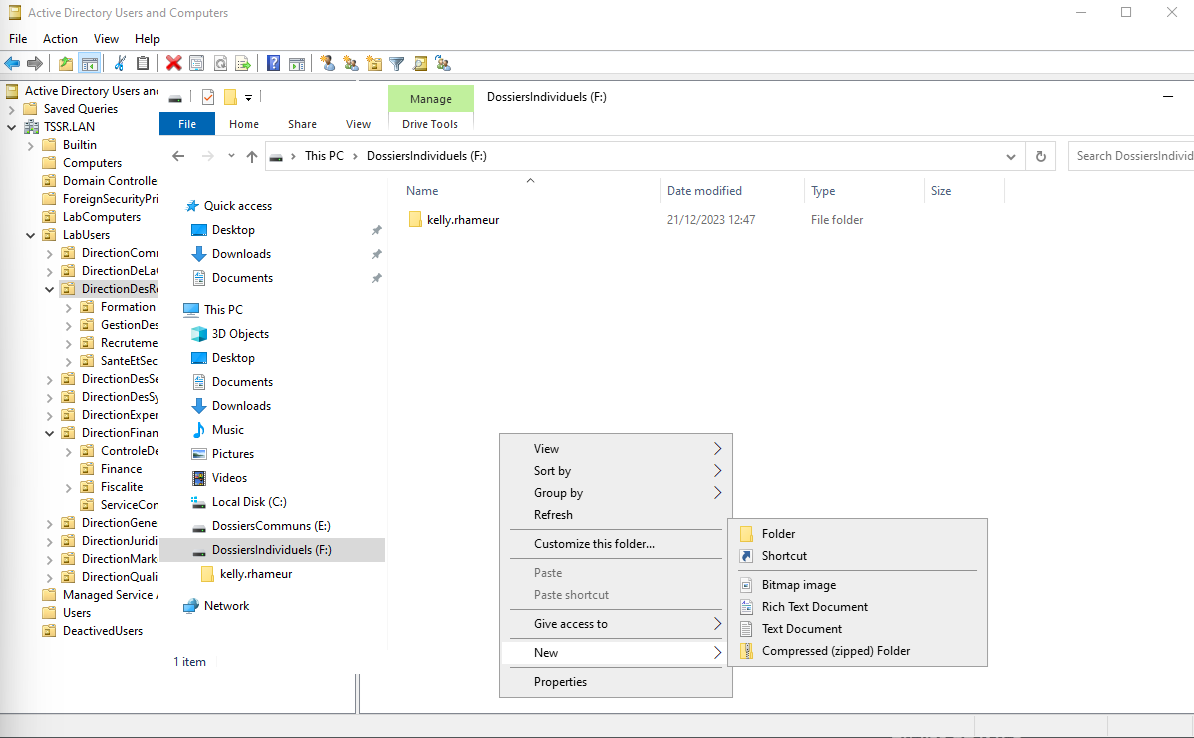 Active Directory Users and Computers
File Action View Help
Active Directory Users an
Saved Queries
TSSR.LAN
Builtin
Computers
Domain Controlle
ForeignSecurityPri
LabComputers
LabUsers
DirectionComm
DirectionDeLa
DirectionDesRe
Formation
GestionDes
Recruteme
SanteEtSec
DirectionDesSe
DirectionDesSy
DirectionExper
DirectionFinan
ControleDe
Finance
Fiscalite
ServiceCon
DirectionGene
DirectionJuridi
DirectionMark
DirectionQuali
Managed Service A
Users
DeactivedUsers
Manage
DossiersIndividuels (F:)
File Home Share View Drive Tools
This PC DossiersIndividuels (F:)
Search DossiersIndivid
Quick access
Desktop
Downloads
Documents
This PC
3D Objects
Desktop
Documents
Downloads
Music
Pictures
Videos
Local Disk (C:)
DossiersCommuns (E:)
DossiersIndividuels (F:)
kelly.rhameur
Network
1 item
Name Date modified Type Size
kelly.rhameur 21/12/2023 12:47 File folder
View
Sort by
Group by
Refresh
Customize this folder...
Paste
Paste shortcut
Give access to
New
Properties
Folder
Shortcut
Bitmap image
Rich Text Document
Text Document
Compressed (zipped) Folder